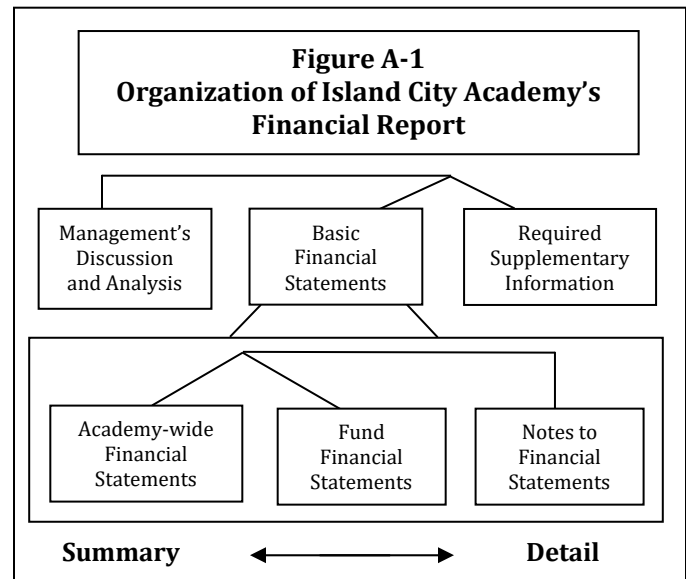 Figure A-1
Organization of Island City Academy's
Financial Report
Management's
Discussion
and Analysis
Basic
Financial
Statements
Required
Supplementary
Information
Academy-wide
Financial
Statements
Fund
Financial
Statements
Notes to
Financial
Statements
Summary
Detail